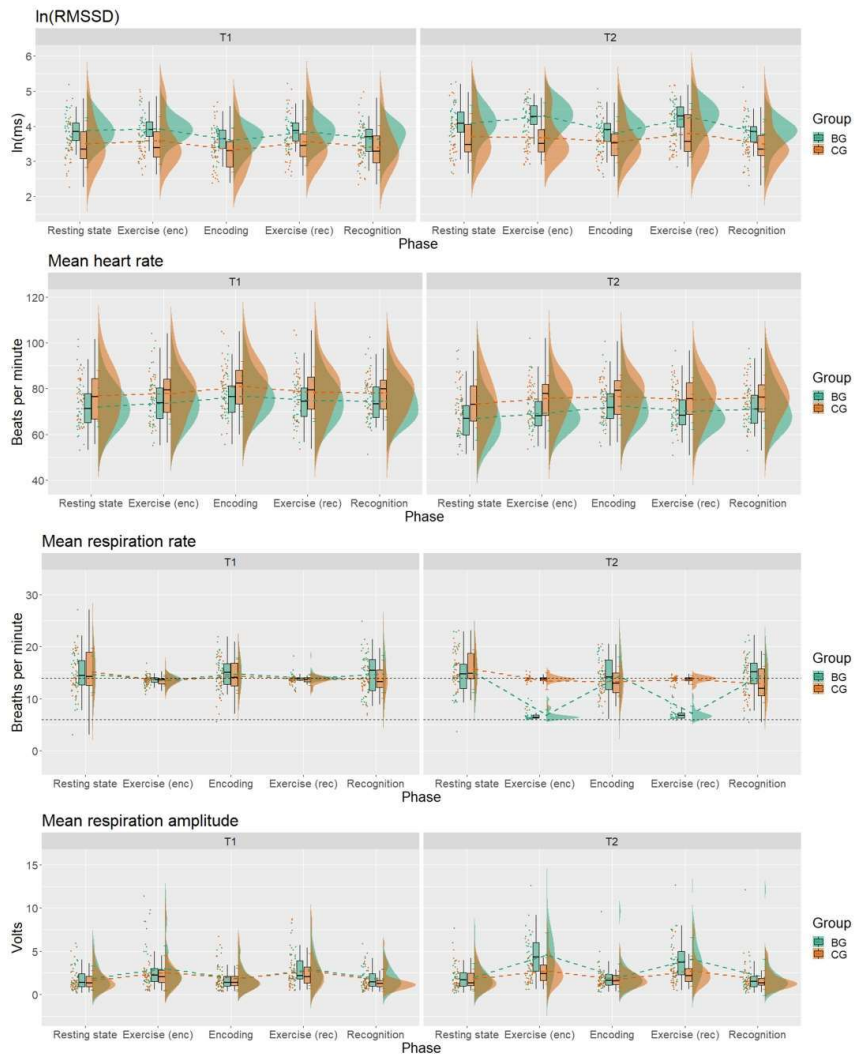 ln(RMSSD)
T1 T2
6
5
4
3
2
ln(ms)
Resting state Exercise (enc) Encoding Exercise (rec) Recognition Resting state Exercise (enc) Encoding Exercise (rec) Recognition
Phase
Group
BG
CG
Mean heart rate
T1 T2
120
100
80
60
40
Beats per minute
Resting state Exercise (enc) Encoding Exercise (rec) Recognition Resting state Exercise (enc) Encoding Exercise (rec) Recognition
Phase
Group
BG
CG
Mean respiration rate
T1 T2
30
20
10
0
Breaths per minute
Resting state Exercise (enc) Encoding Exercise (rec) Recognition Resting state Exercise (enc) Encoding Exercise (rec) Recognition
Phase
Group
BG
CG
Mean respiration amplitude
T1 T2
15
10
5
0
Volts
Resting state Exercise (enc) Encoding Exercise (rec) Recognition Resting state Exercise (enc) Encoding Exercise (rec) Recognition
Phase
Group
BG
CG